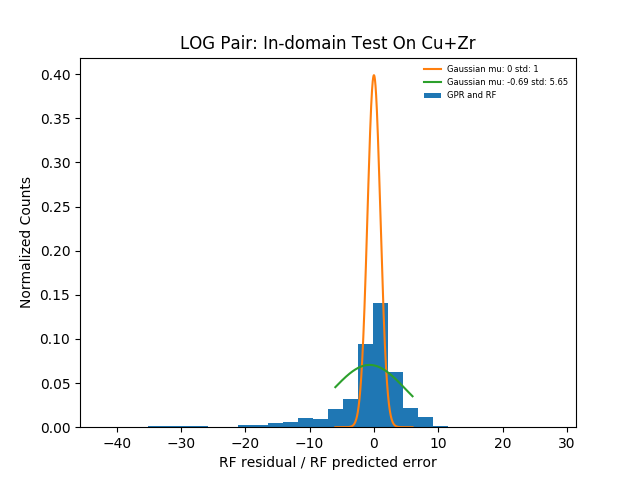 LOG Pair: In-domain Test On Cu+Zr
Gaussian mu: 0 std: 1
Gaussian mu: -0.69 std: 5.65
GPR and RF
Normalized Counts
0.40
0.35
0.30
0.25
0.20
0.15
0.10
0.05
0.00
−40 −30 −20 −10 0 10 20 30
RF residual / RF predicted error